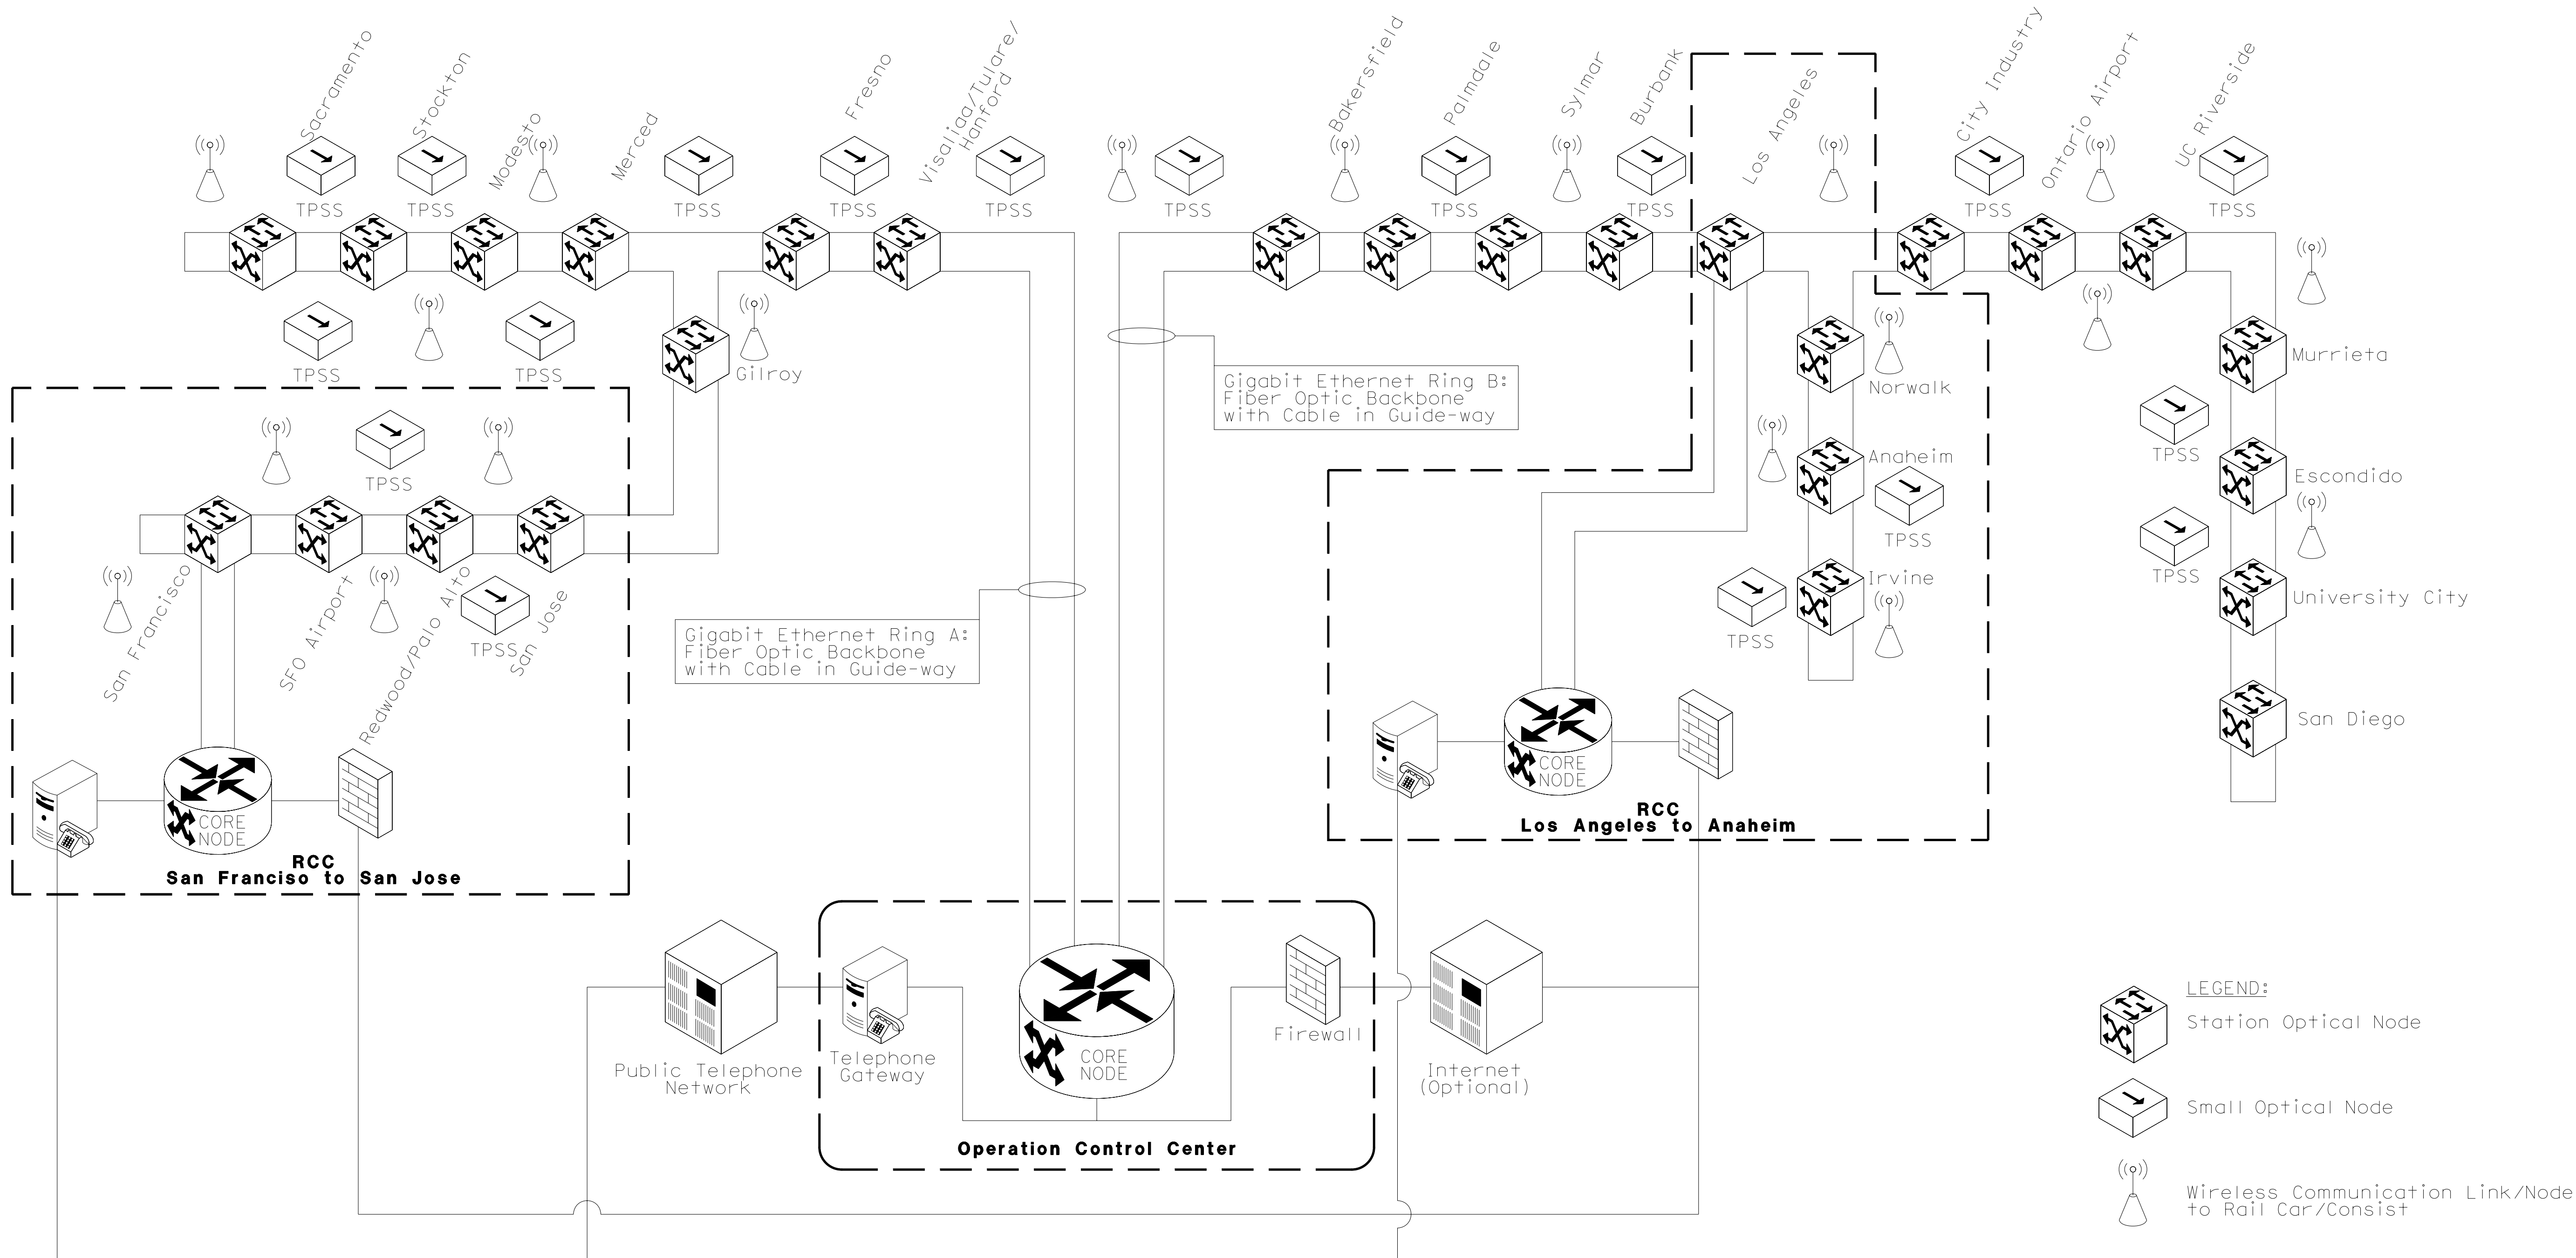 Sacramento
Stockton
Modesto
Merced
Fresno
Visaliaa/Tulare/
Hanford
Bakersfield
Palmdale
Sylmar
Burbank
Los Angeles
City Industry
Ontario Airport
UC Riverside
TPSS
TPSS
TPSS
TPSS
TPSS
TPSS
TPSS
TPSS
TPSS
TPSS
TPSS
TPSS
Gilroy
Gigabit Ethernet Ring B:
Fiber Optic Backbone
with Cable in Guide-way
Norwalk
Murrieta
TPSS
Anaheim
TPSS
Escondido
TPSS
TPSS
Irvine
TPSS
University City
San Francisco
SFO Airport
Redwood/Palo Alto
TPSS
San Jose
Gigabit Ethernet Ring A:
Fiber Optic Backbone
with Cable in Guide-way
San Diego
CORE
NODE
RCC
Los Angeles to Anaheim
CORE
NODE
RCC
San Franciso to San Jose
Public Telephone
Network
Telephone
Gateway
CORE
NODE
Firewall
Internet
(Optional)
Operation Control Center
LEGEND:
Station Optical Node
Small Optical Node
Wireless Communication Link/Node
to Rail Car/Consist